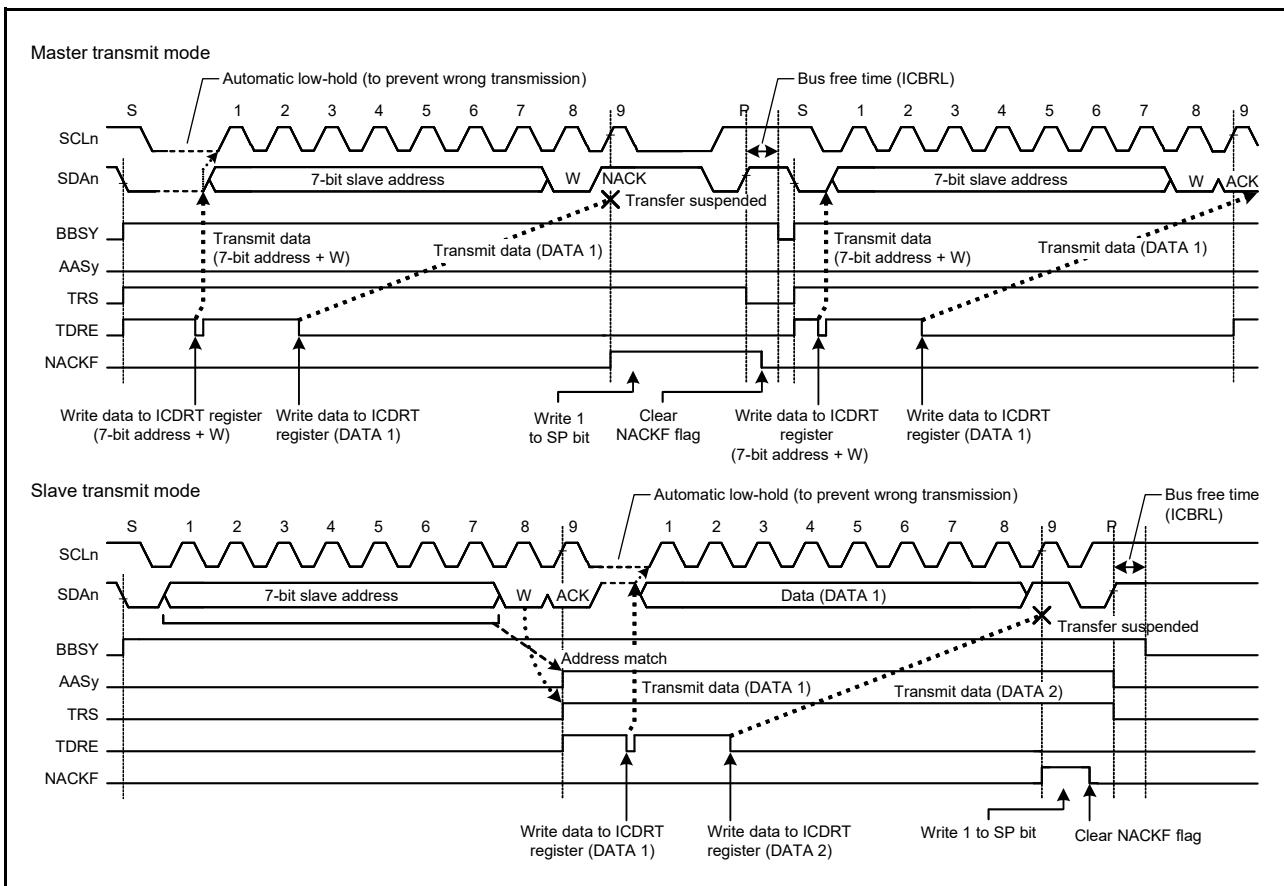 Master transmit mode
Automatic low-hold (to prevent wrong transmission)
Bus free time (ICBRL)
S 1 2 3 4 5 6 7 8 9 P S 1 2 3 4 5 6 7 8 9
SCLn
SDAn 7-bit slave address W NACK 7-bit slave address W ACK
Transfer suspended
BBSY
Transmit data
(7-bit address + W)
Transmit data (DATA 1)
Transmit data
(7-bit address + W)
Transmit data (DATA 1)
AASy
TRS
TDRE
NACKF
Write data to ICDRT register
(7-bit address + W)
Write data to ICDRT
register (DATA 1)
Write 1
to SP bit
Clear
NACKF flag
Write data to ICDRT
register
(7-bit address + W)
Write data to ICDRT
register (DATA 1)
Slave transmit mode
Automatic low-hold (to prevent wrong transmission)
Bus free time
(ICBRL)
S 1 2 3 4 5 6 7 8 9 1 2 3 4 5 6 7 8 9 P
SCLn
SDAn 7-bit slave address W ACK Data (DATA 1)
Transfer suspended
BBSY
Address match
AASy
Transmit data (DATA 1) Transmit data (DATA 2)
TRS
TDRE
NACKF
Write data to ICDRT
register (DATA 1)
Write data to ICDRT
register (DATA 2)
Write 1 to SP bit
Clear NACKF flag